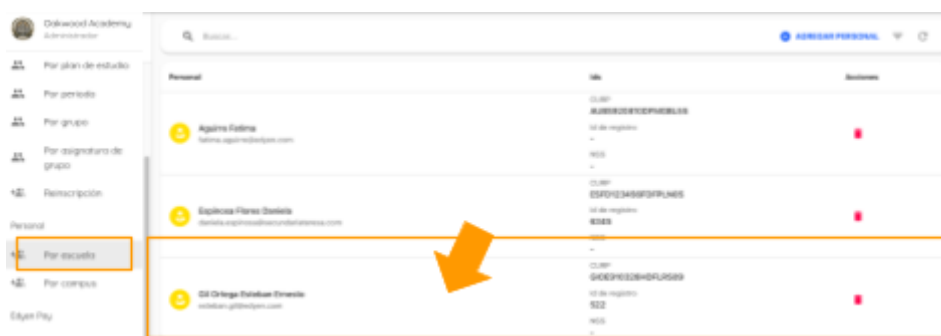 Oakwood Academy
Administrador
Por plan de estudio
Por periodo
Por grupo
Por asignatura de
grupo
Reinscripción
Personal
Por escuela
Por campus
Edyen Pay
Buscar...
AGREGAR PERSONAL
Personal
Ids
Acciones
Aguirre Fatima
fatima.aguirre@edyen.com
CURP
Id de registro
-
NSS
-
Espinosa Flores Daniela
CURP
Id de registro
-
Gil Ortega Esteban Ernesto
esteban.gil@edyen.com
CURP
Id de registro
522
NSS
-